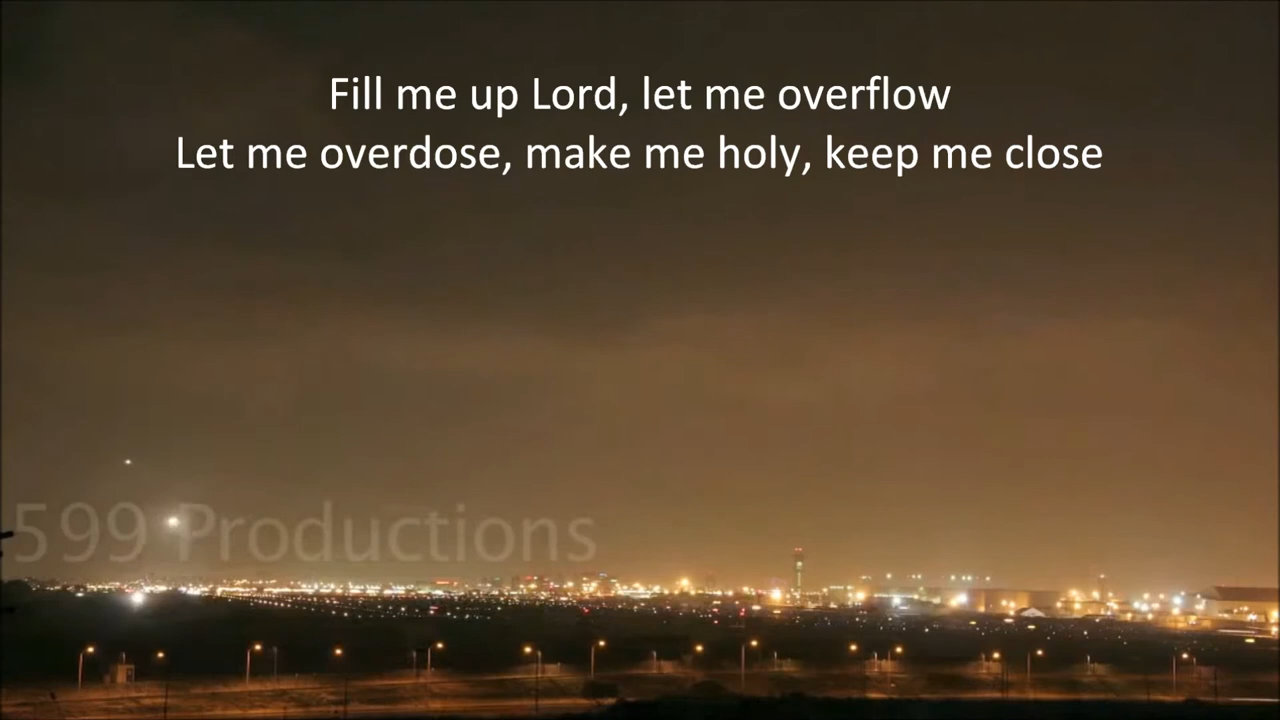 Fill me up Lord, let me overflow
Let me overdose, make me holy, keep me close
599 Productions